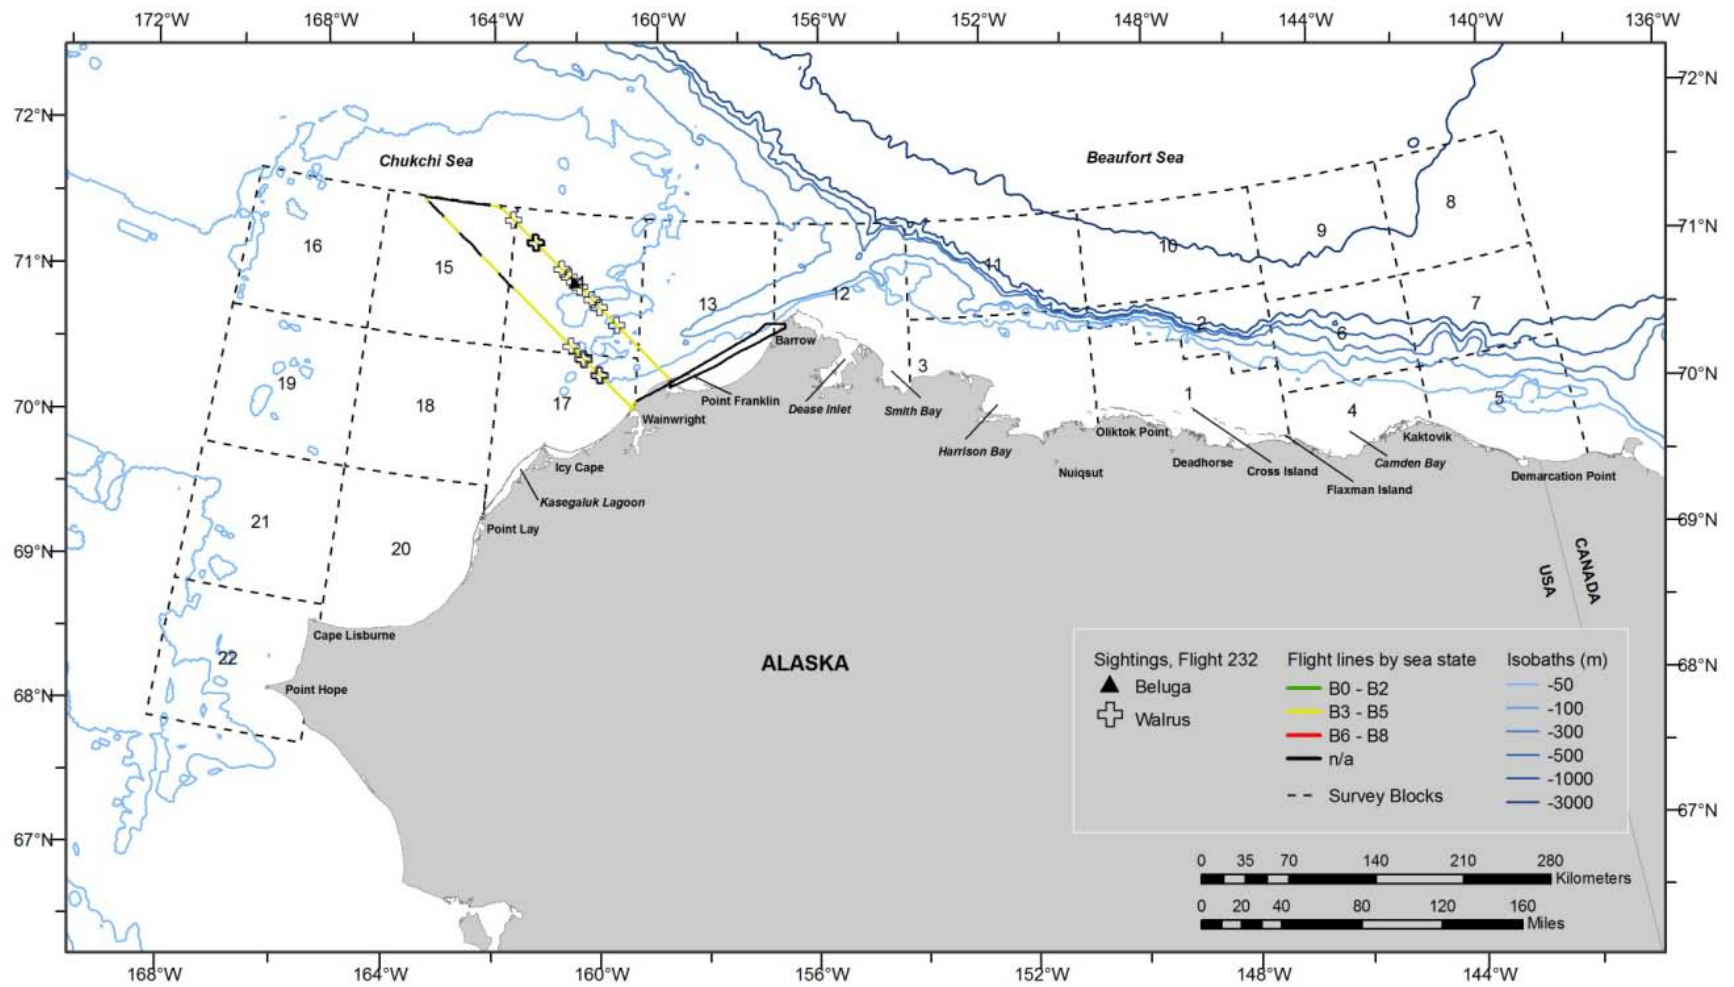 172°W 168°W 164°W 160°W 156°W 152°W 148°W 144°W 140°W 136°W
72°N
72°N
Chukchi Sea
Beaufort Sea
8
9
71°N
16
10
71°N
15
11
12
13
7
2
6
Barrow
70°N
3
19
Point Franklin
18
17
Dease Inlet
Smith Bay
1
4
5
70°N
Wainwright
Oliktok Point
Kaktovik
Harrison Bay
Icy Cape
Nuiqsut
Deadhorse
Cross Island
Camden Bay
Demarcation Point
Flaxman Island
Kasegaluk Lagoon
21
Point Lay
69°N
20
69°N
CANADA
USA
Cape Lisburne
22
ALASKA
68°N
Point Hope
68°N
Sightings, Flight 232
Beluga
Walrus
Flight lines by sea state
B0 - B2
B3 - B5
B6 - B8
n/a
Survey Blocks
Isobaths (m)
-50
-100
-300
-500
-1000
-3000
67°N
67°N
0 35 70 140 210 280
Kilometers
0 20 40 80 120 160
Miles
168°W 164°W 160°W 156°W 152°W 148°W 144°W